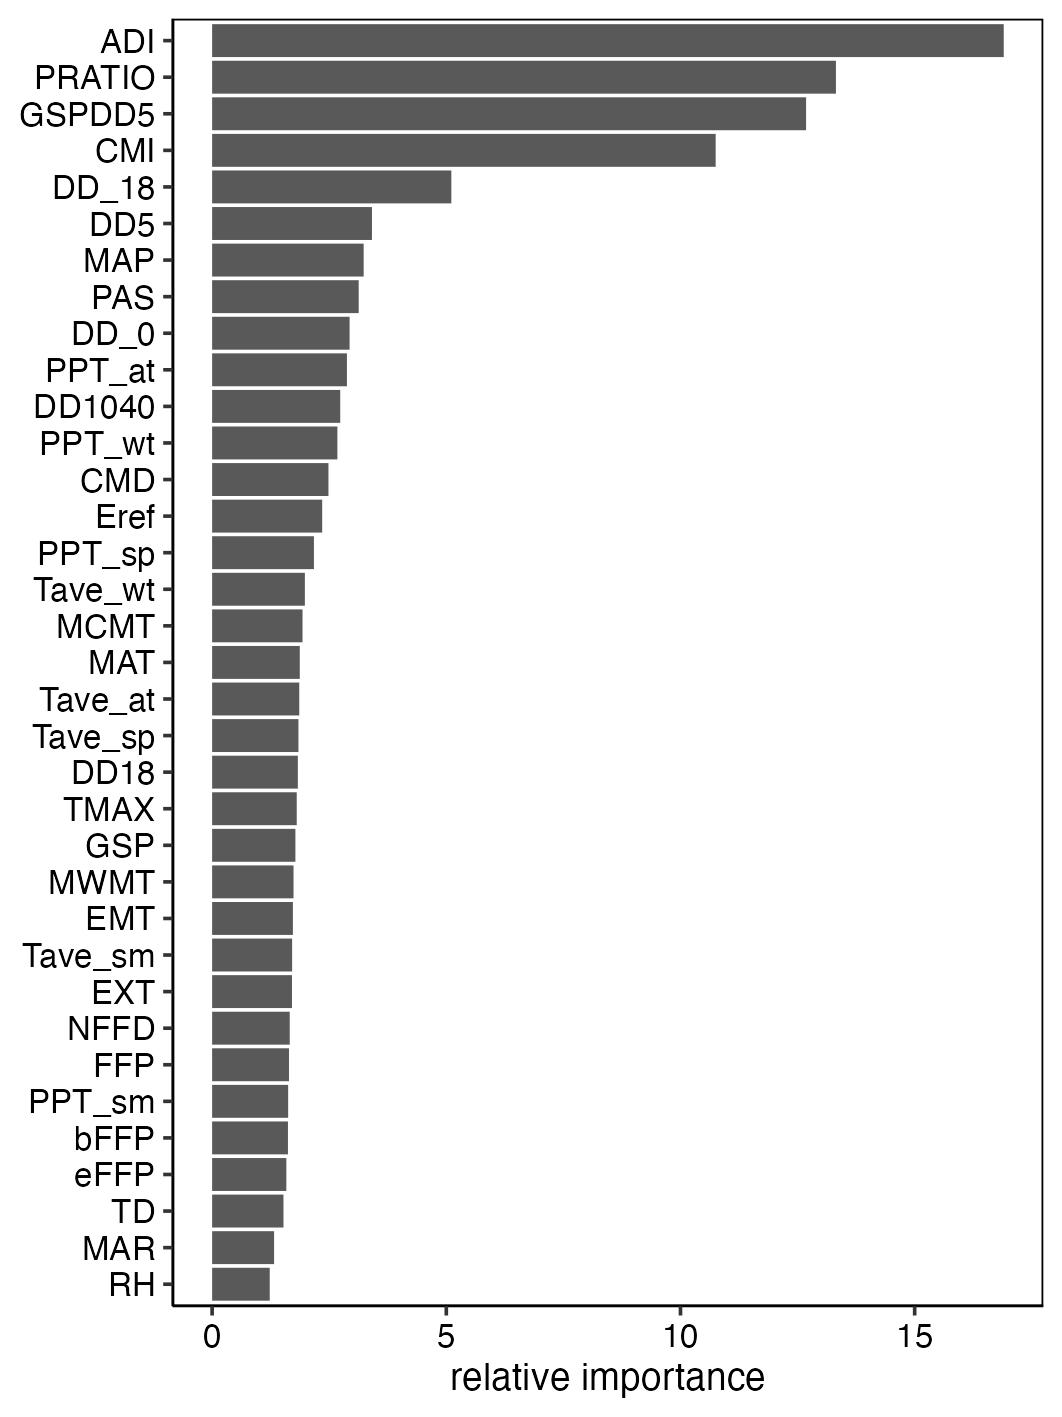 ADI
PRATIO
GSPDD5
CMI
DD_18
DD5
MAP
PAS
DD_0
PPT_at
DD1040
PPT_wt
CMD
Eref
PPT_sp
Tave_wt
MCMT
MAT
Tave_at
Tave_sp
DD18
TMAX
GSP
MWMT
EMT
Tave_sm
EXT
NFFD
FFP
PPT_sm
bFFP
eFFP
TD
MAR
RH
0 5 10 15
relative importance